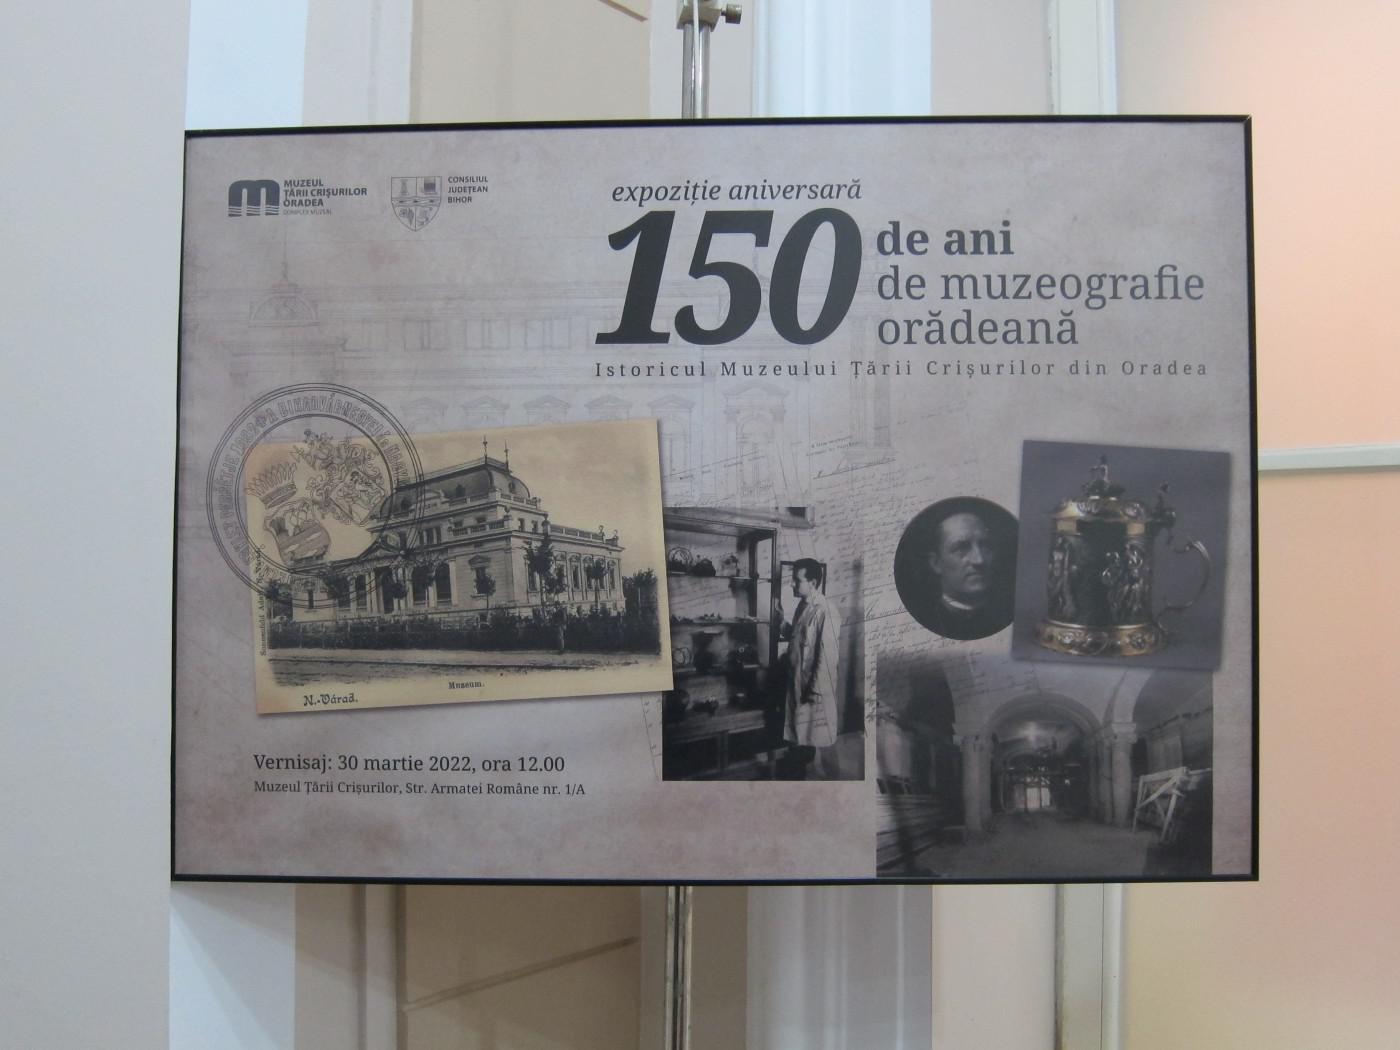 MUZEUL
ȚĂRII CRIȘURILOR
ORADEA
COMPLEX MUZEAL
CONSILIUL
JUDEȚEAN
BIHOR
expoziție aniversară
150 de ani
de muzeografie
orădeană
Istoricul Muzeului Țării Crișurilor din Oradea
N.-Várad.
Muzeum.
Vernisaj: 30 martie 2022, ora 12.00
Muzeul Țării Crișurilor, Str. Armatei Române nr. 1/A